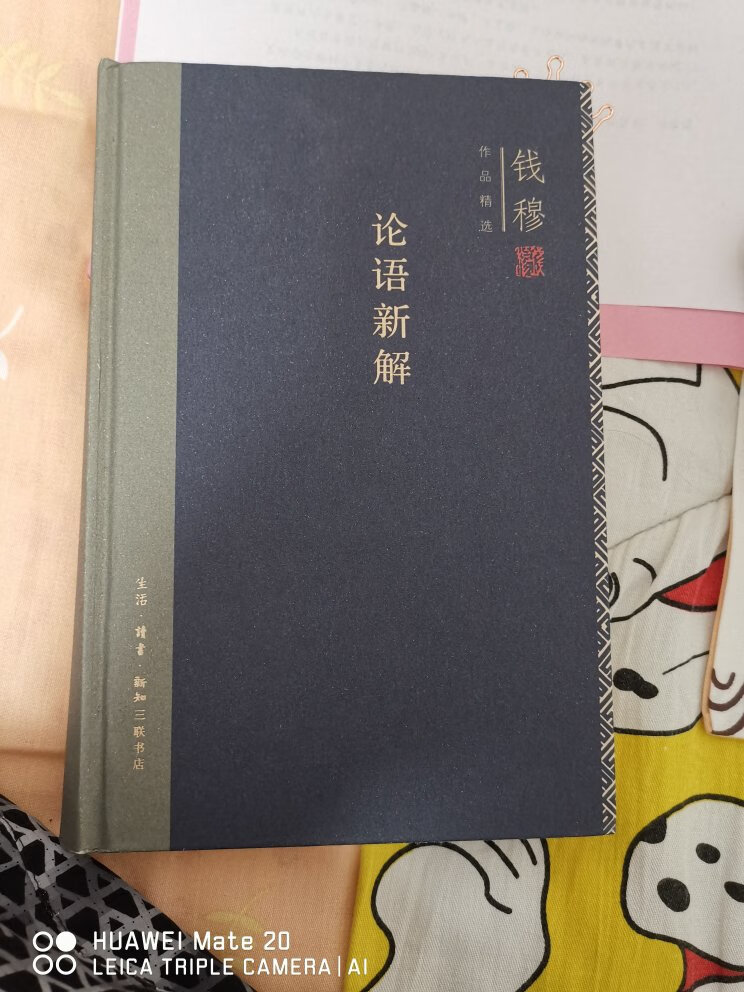 钱穆
作品精选
论语新解
生活·讀書·新知三联书店
HUAWEI Mate 20
LEICA TRIPLE CAMERA | AI